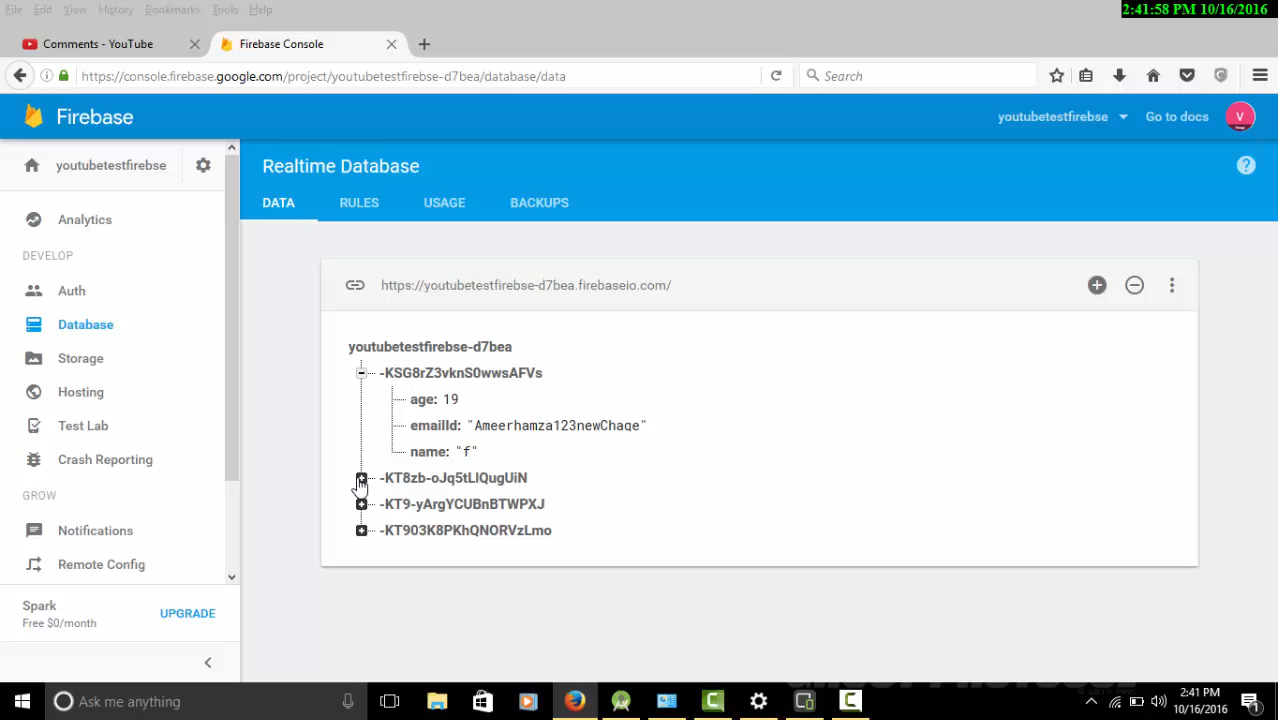 File Edit View History Bookmarks Tools Help
2:41:58 PM 10/16/2016
Comments - YouTube
Firebase Console
https://console.firebase.google.com/project/youtubetestfirebse-d7bea/database/data
Search
Firebase
youtubetestfirebse
Go to docs
V
youtubetestfirebse
Realtime Database
DATA RULES USAGE BACKUPS
Analytics
DEVELOP
Auth
Database
Storage
Hosting
Test Lab
Crash Reporting
GROW
Notifications
Remote Config
Spark
Free $0/month
UPGRADE
https://youtubetestfirebse-d7bea.firebaseio.com/
youtubetestfirebse-d7bea
-KSG8rZ3vknS0wwsAFVs
age: 19
emailId: "Ameerhamza123newChage"
name: "f"
-KT8zb-oJq5tLlQugUiN
-KT9-yArgYCUBnBTWPXJ
-KT903K8PKhQNORVzLmo
Ask me anything
2:41 PM
10/16/2016